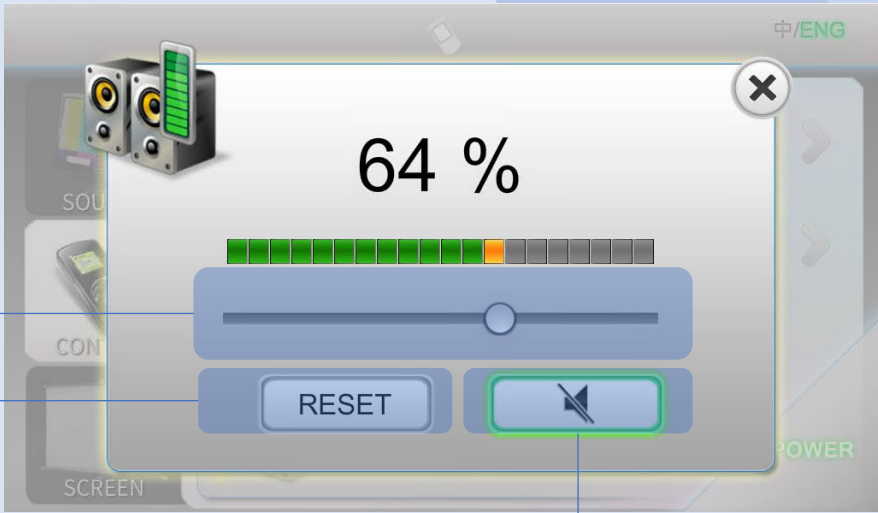 中/ENG
64 %
SOU
CON
RESET
POWER
SCREEN